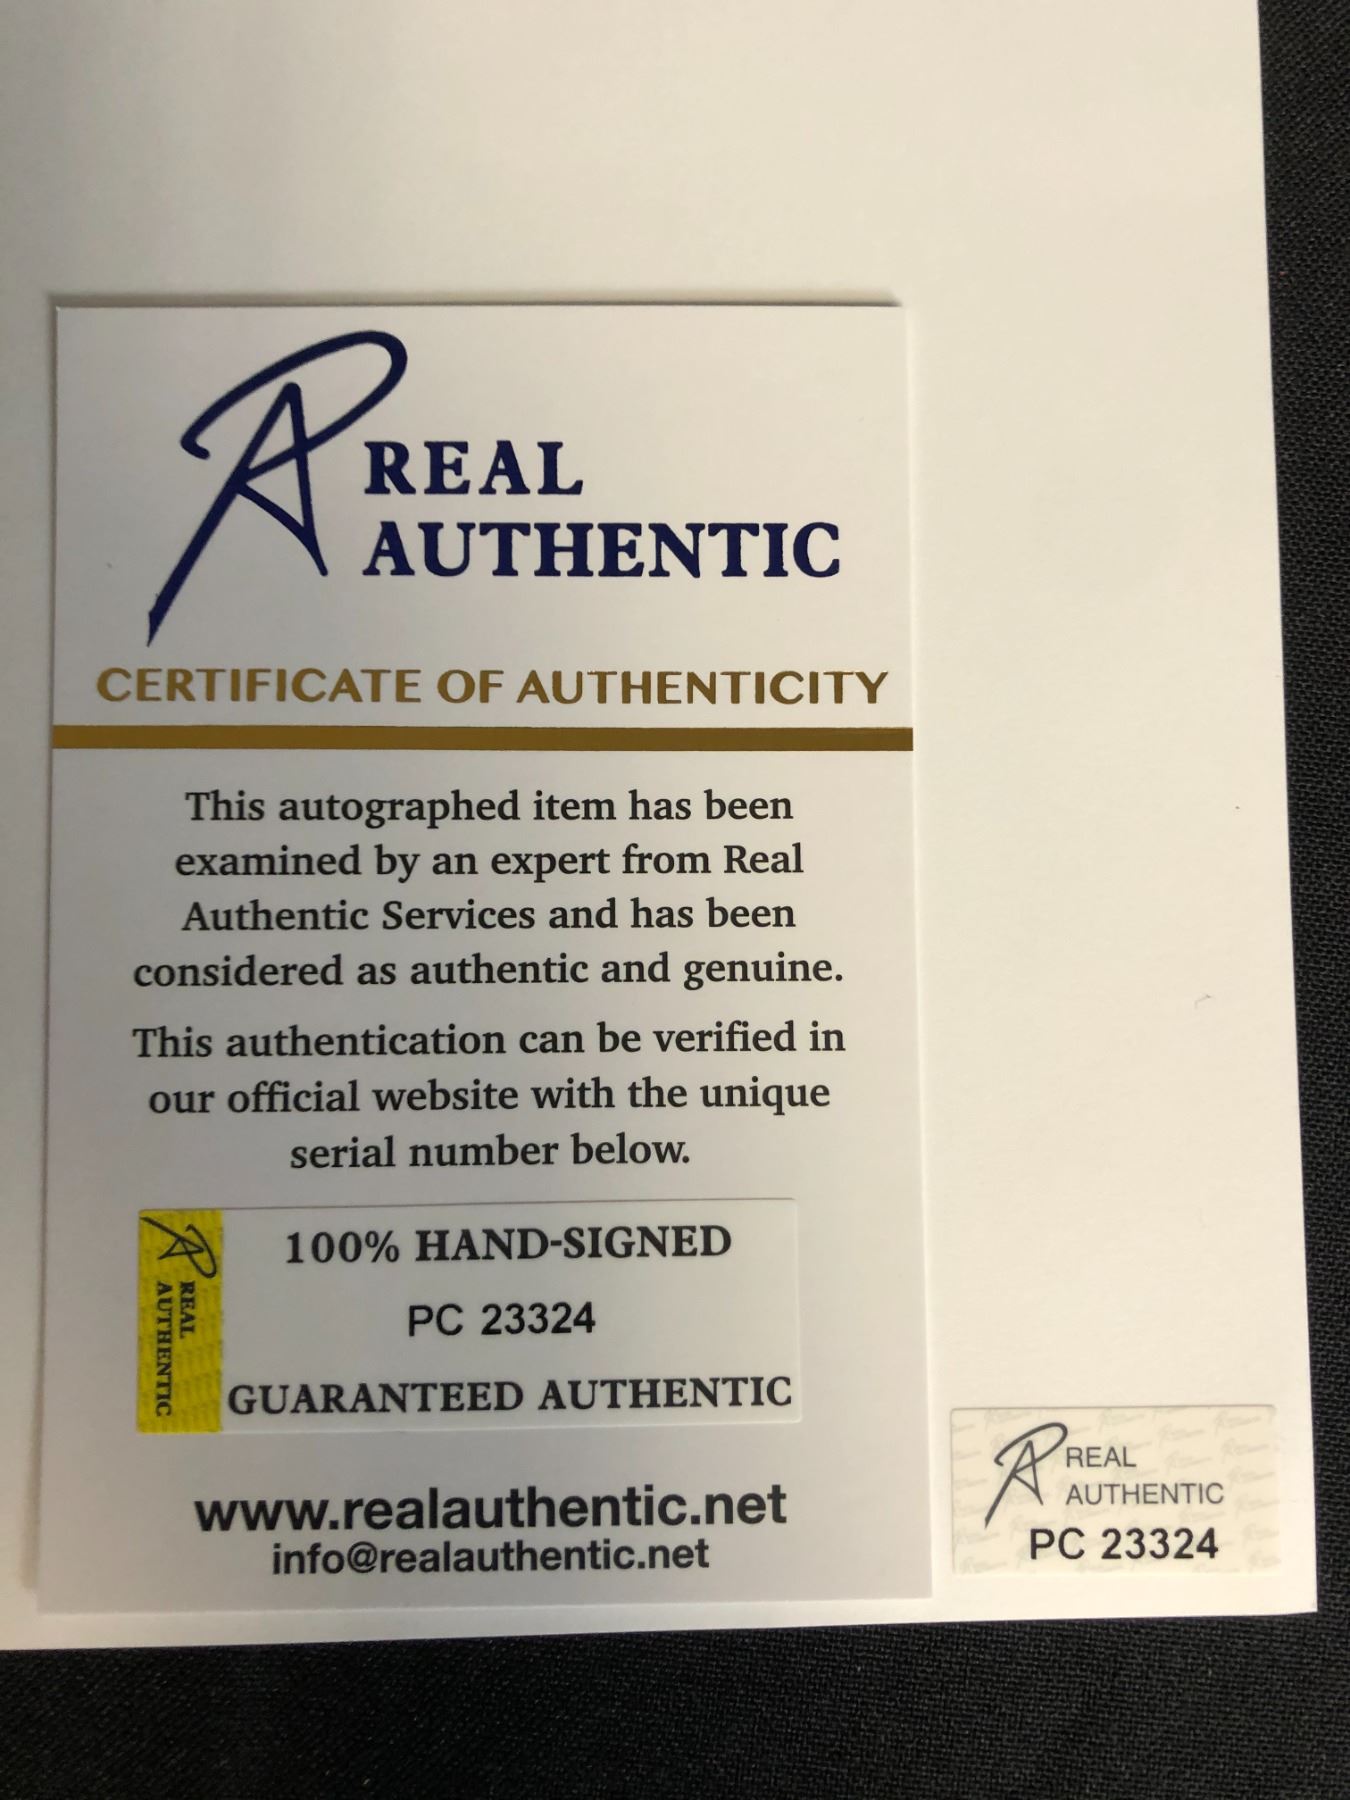 REAL
AUTHENTIC
CERTIFICATE OF AUTHENTICITY
This autographed item has been
examined by an expert from Real
Authentic Services and has been
considered as authentic and genuine.
This authentication can be verified in
our official website with the unique
serial number below.
REAL
AUTHENTIC
100% HAND-SIGNED
PC 23324
GUARANTEED AUTHENTIC
www.realauthentic.net
info@realauthentic.net
REAL
AUTHENTIC
PC 23324